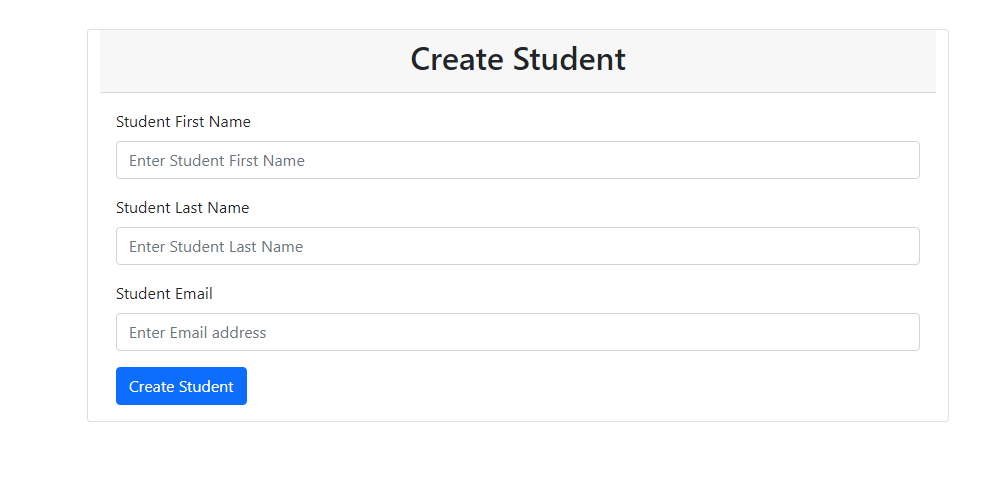 Create Student
Student First Name
Enter Student First Name
Student Last Name
Enter Student Last Name
Student Email
Enter Email address
Create Student